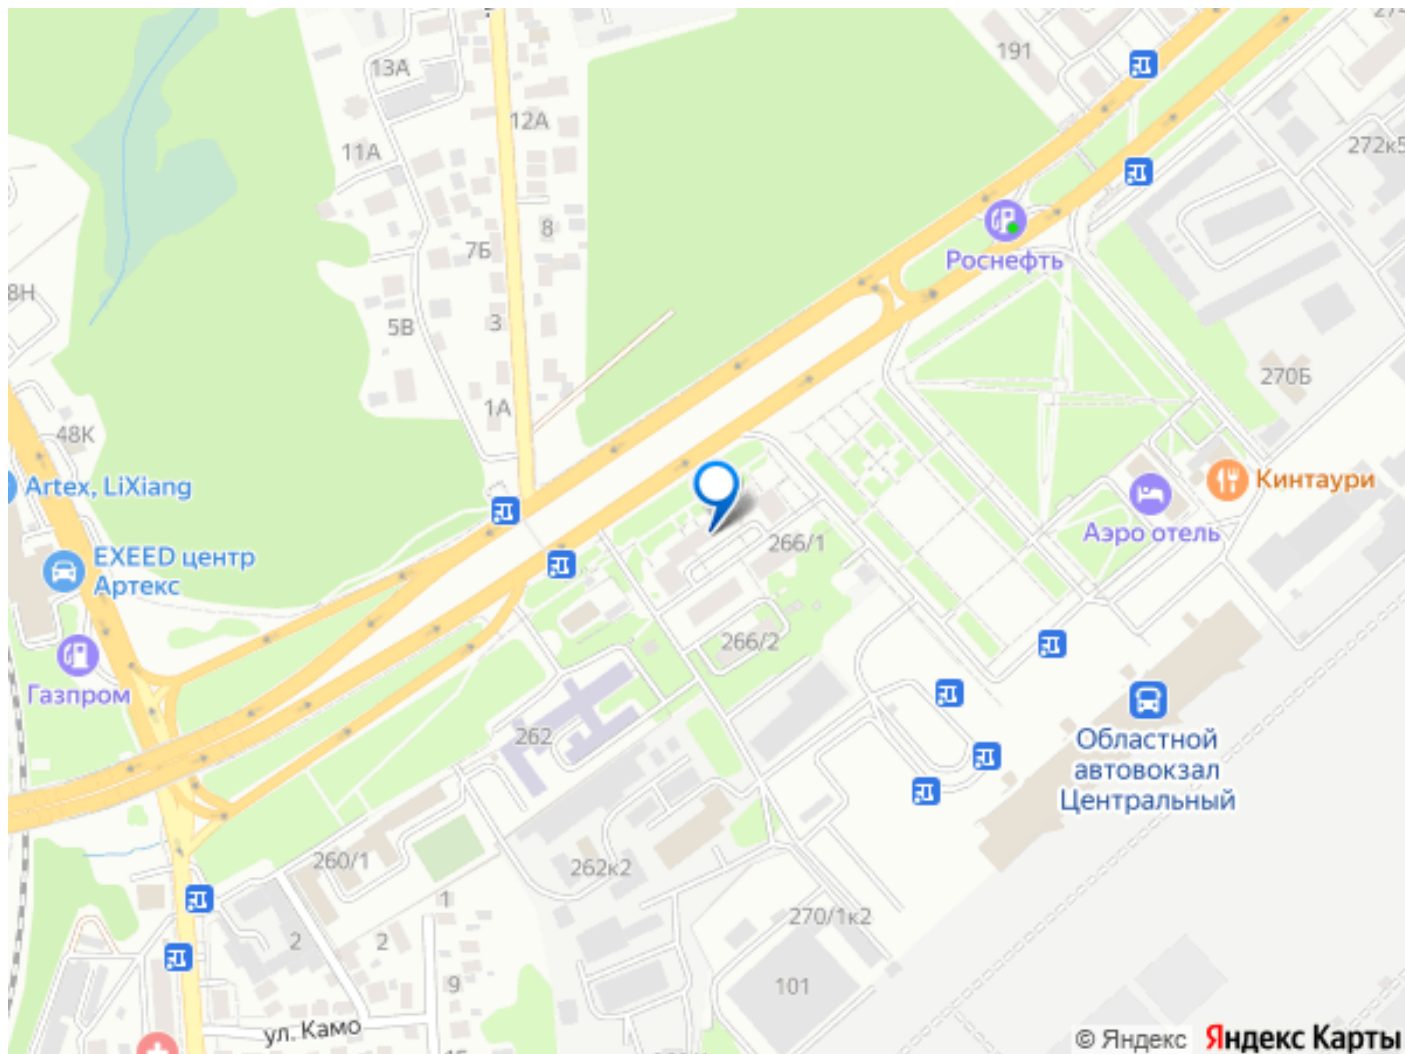 191
13А
12А
272к5
11А
8
7Б
Роснефть
8Н
5В
3
270Б
1А
48К
Artex, LiXiang
Кинтаури
Аэро отель
266/1
EXEED центр
Артекс
266/2
Газпром
262
Областной
автовокзал
Центральный
260/1
262к2
1
270/1к2
2
2
9
101
ул. Камо
© Яндекс
Яндекс Карты